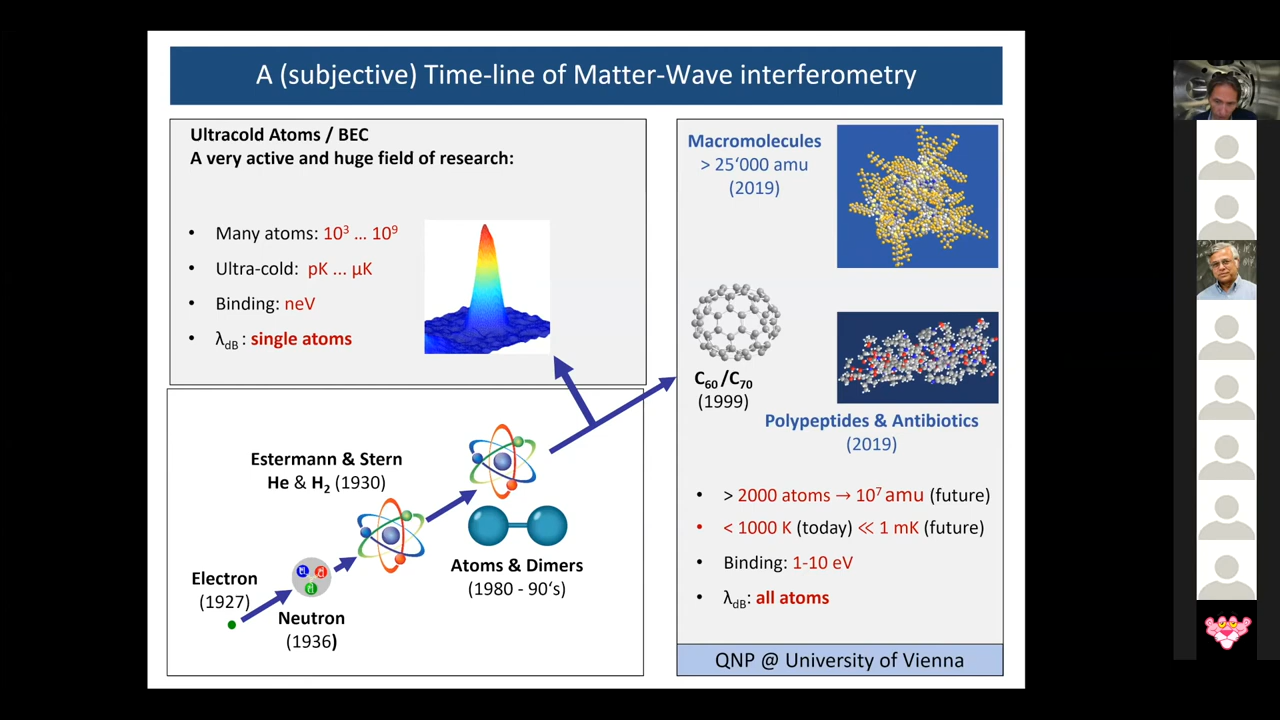 A (subjective) Time-line of Matter-Wave interferometry
Ultracold Atoms / BEC
A very active and huge field of research:
• Many atoms: 10³ ... 10⁹
• Ultra-cold: pK ... µK
• Binding: neV
• λdB : single atoms
Estermann & Stern
He & H₂ (1930)
Electron
(1927)
Neutron
(1936)
Atoms & Dimers
(1980 - 90‘s)
Macromolecules
> 25‘000 amu
(2019)
C₆₀ /C₇₀
(1999)
Polypeptides & Antibiotics
(2019)
• > 2000 atoms → 10⁷ amu (future)
• < 1000 K (today) ≪ 1 mK (future)
• Binding: 1-10 eV
• λdB: all atoms
QNP @ University of Vienna